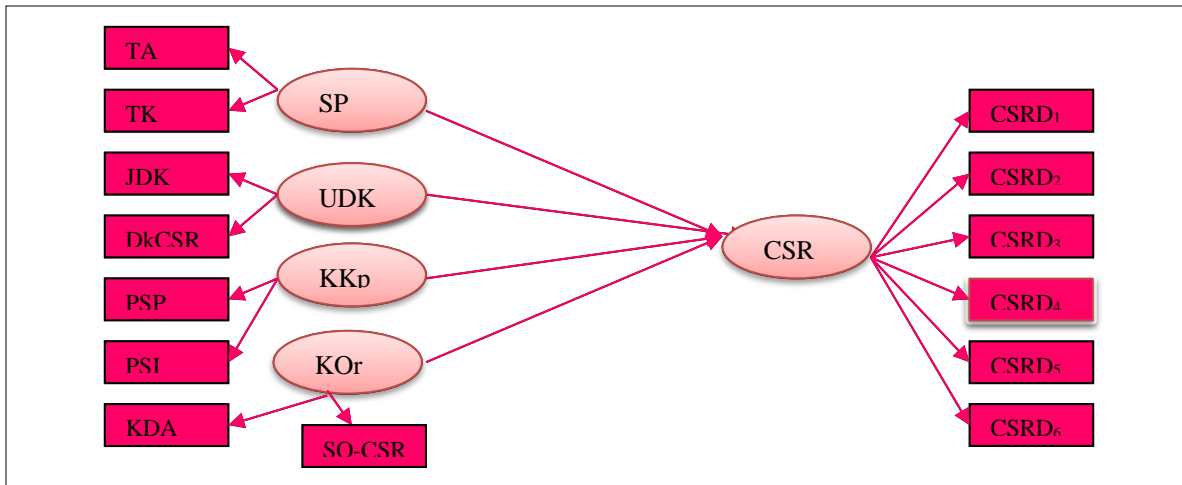 TA
TK
JDK
DkCSR
PSP
PSI
KDA
SO-CSR
SP
UDK
KKp
KOr
CSR
CSRD₁
CSRD₂
CSRD₃
CSRD₄
CSRD₅
CSRD₆